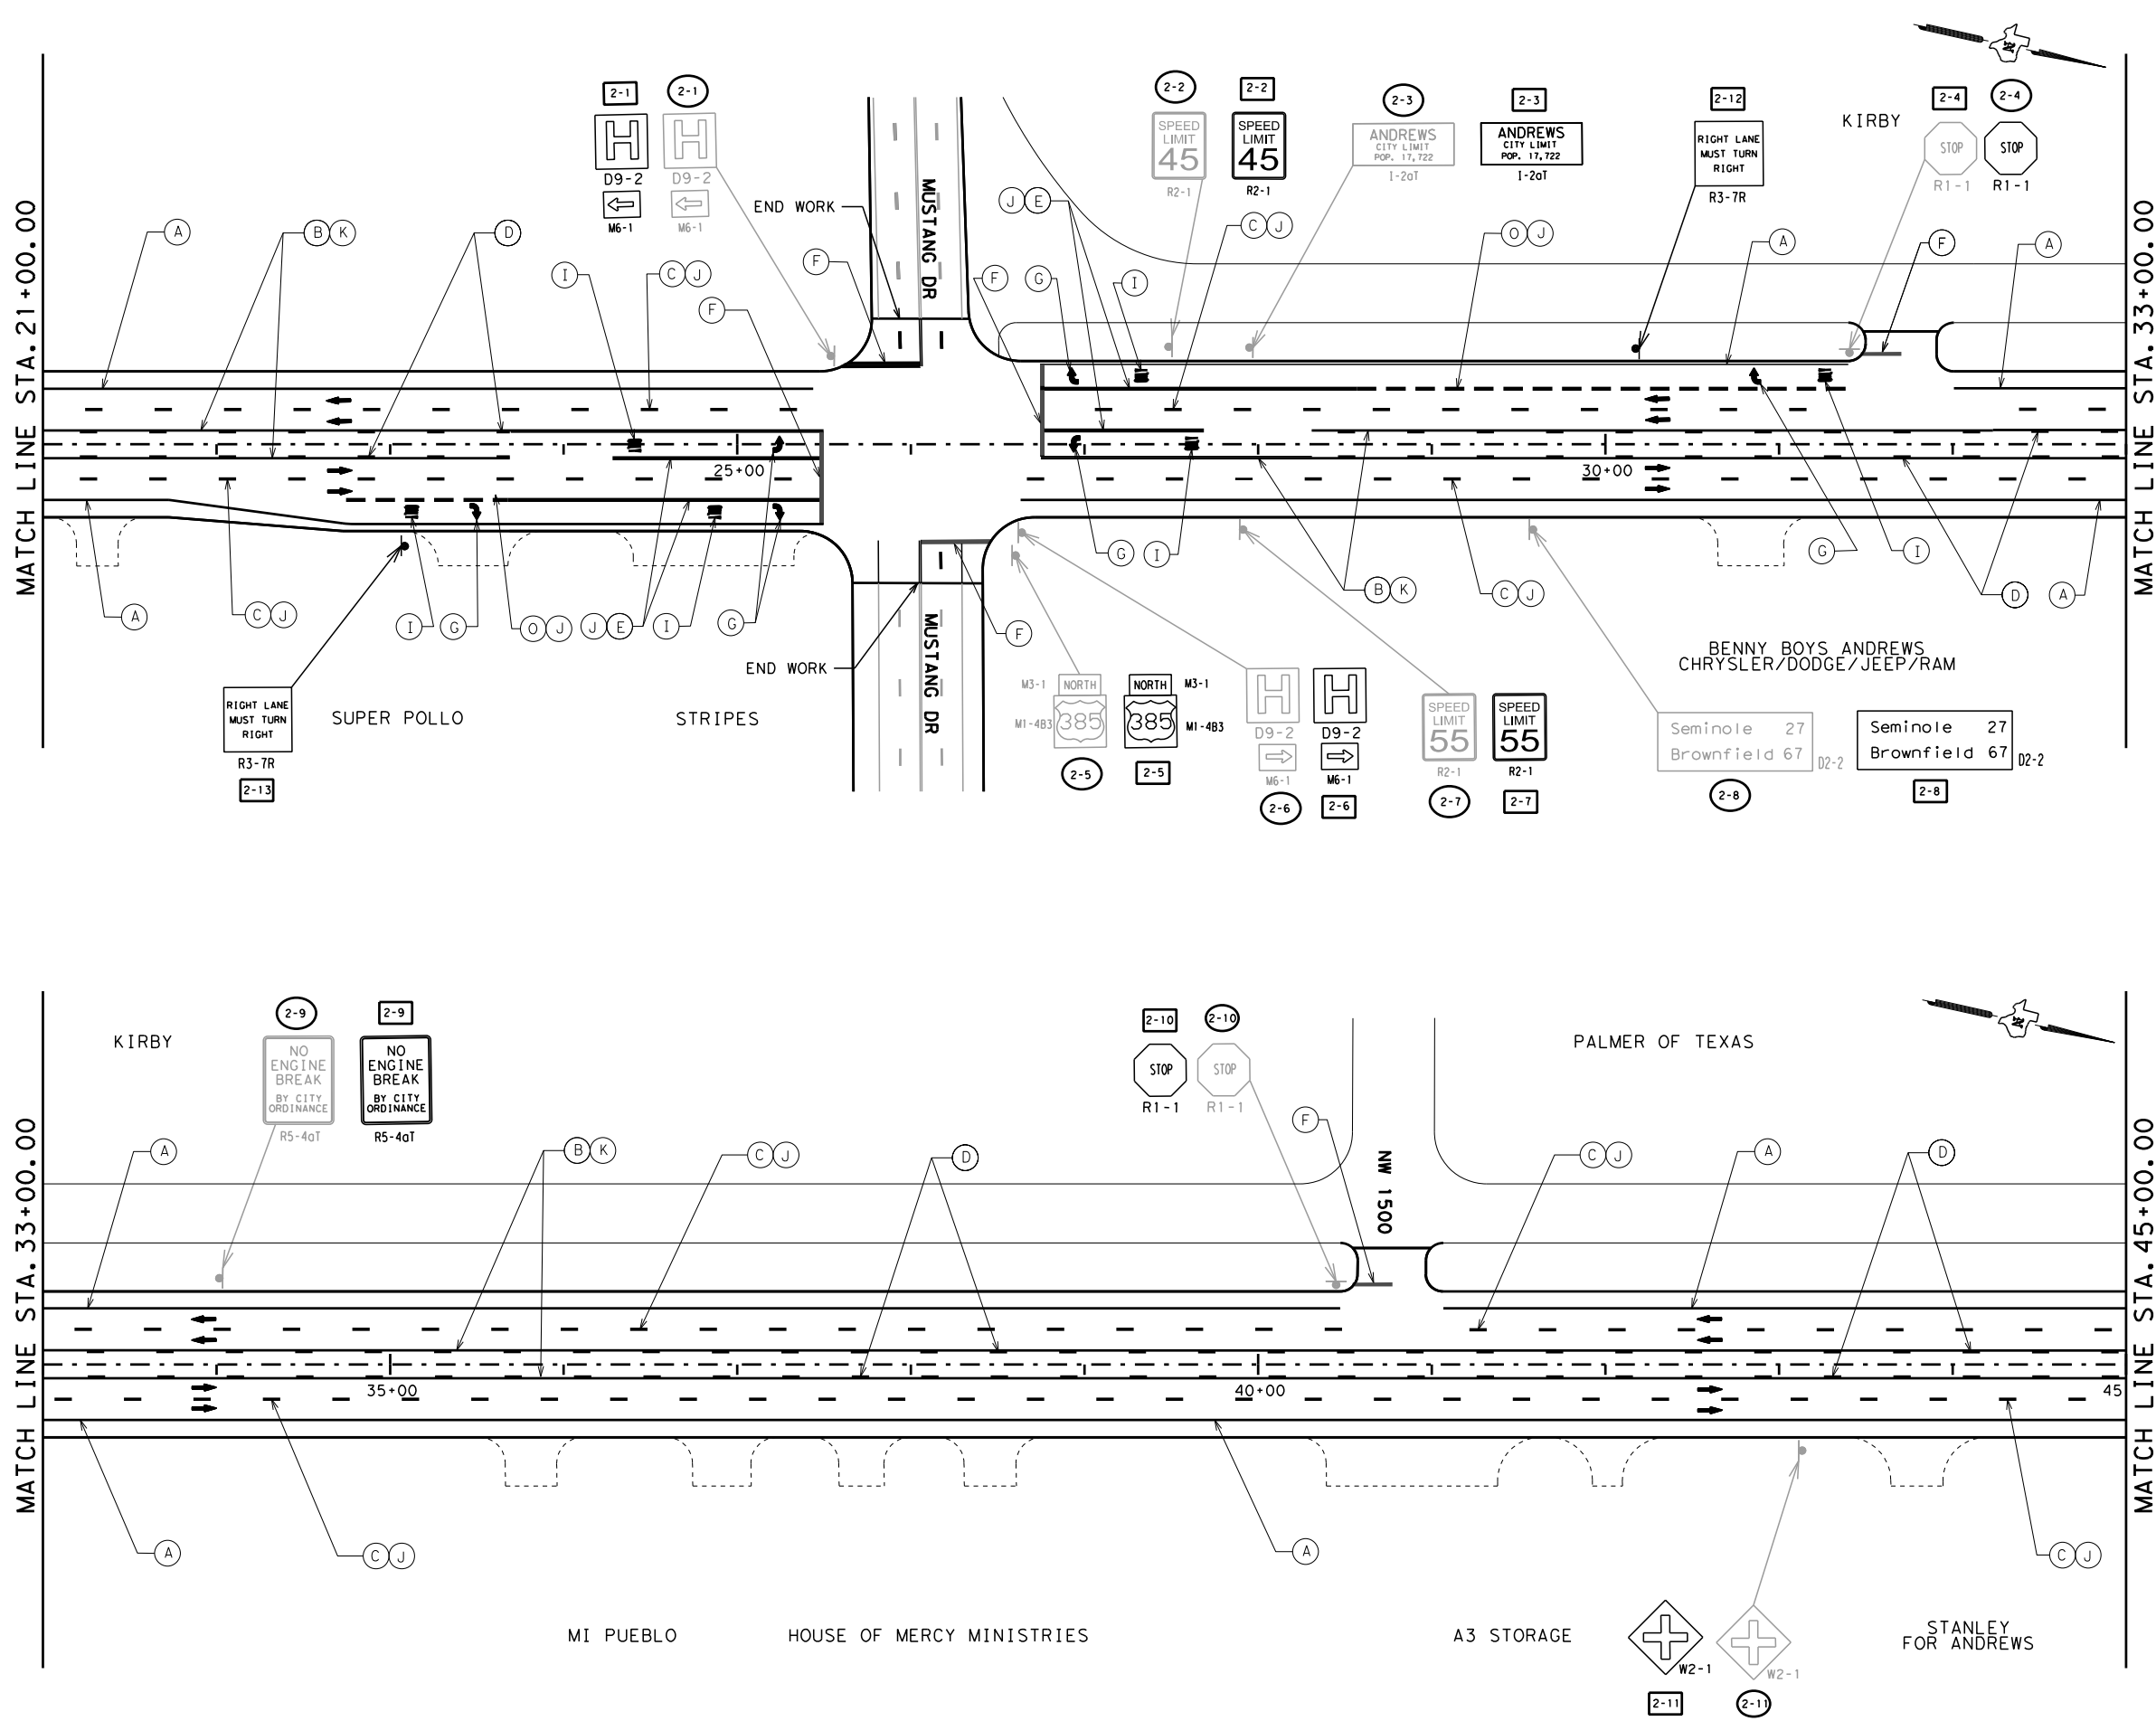 MATCH LINE STA.21+00.00
2-1
2-1
H
H
D9-2
D9-2
M6-1
M6-1
END WORK
MUSTANG DR
2-2
2-2
SPEED
LIMIT
45
R2-1
SPEED
LIMIT
45
R2-1
2-3
2-3
ANDREWS
CITY LIMIT
POP. 17,722
I-2aT
ANDREWS
CITY LIMIT
POP. 17,722
I-2aT
2-12
RIGHT LANE
MUST TURN
RIGHT
R3-7R
KIRBY
2-4
2-4
STOP
R1-1
STOP
R1-1
MATCH LINE STA.33+00.00
A
B K
D
I
C J
F
F
F
G
J E
I
C J
O J
A
F
A
25+00
30+00
A
C J
I
G
O J
J E
I
G
F
G
I
B K
C J
G
I
D
A
END WORK
MUSTANG DR
RIGHT LANE
MUST TURN
RIGHT
R3-7R
2-13
SUPER POLLO
STRIPES
M3-1
NORTH
NORTH
M3-1
M1-4B3
385
385
M1-4B3
2-5
2-5
H
H
D9-2
D9-2
M6-1
M6-1
2-6
2-6
SPEED
LIMIT
55
R2-1
SPEED
LIMIT
55
R2-1
2-7
2-7
BENNY BOYS ANDREWS
CHRYSLER/DODGE/JEEP/RAM
Seminole 27
Brownfield 67
D2-2
Seminole 27
Brownfield 67
D2-2
2-8
2-8
MATCH LINE STA.33+00.00
KIRBY
2-9
2-9
NO
ENGINE
BREAK
BY CITY
ORDINANCE
R5-4aT
NO
ENGINE
BREAK
BY CITY
ORDINANCE
R5-4aT
2-10
2-10
STOP
STOP
R1-1
R1-1
PALMER OF TEXAS
NW 1500
MATCH LINE STA.45+00.00
A
B K
C J
D
F
C J
A
D
35+00
40+00
45
A
C J
A
C J
MI PUEBLO
HOUSE OF MERCY MINISTRIES
A3 STORAGE
W2-1
W2-1
2-11
2-11
STANLEY
FOR ANDREWS